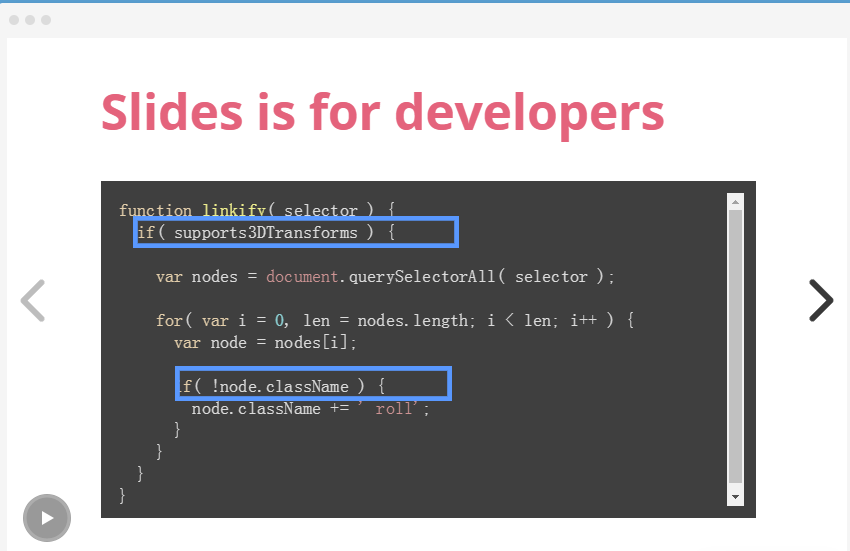 Slides is for developers
function linkify( selector ) {
if( supports3DTransforms ) {
var nodes = document.querySelectorAll( selector );
for( var i = 0, len = nodes.length; i < len; i++ ) {
var node = nodes[i];
if( !node.className ) {
node.className += ' roll';
}
}
}
}